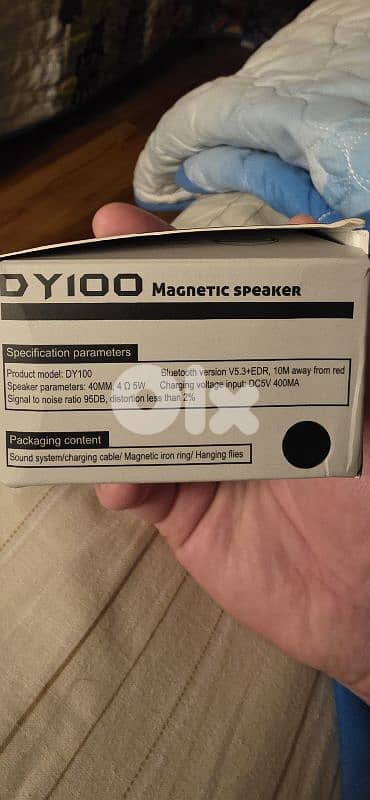 DY100 Magnetic speaker
Specification parameters
Product model: DY100 Bluetooth version V5.3+EDR, 10M away from red
Speaker parameters: 40MM, 4 Ω 5W Charging voltage input: DC5V 400MA
Signal to noise ratio 95DB, distortion less than 2%
olx
Packaging content
Sound system/charging cable/ Magnetic iron ring/ Hanging flies